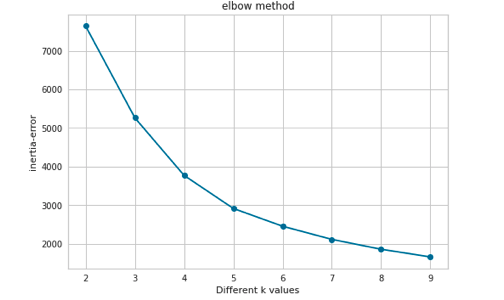 elbow method
7000
6000
5000
4000
3000
2000
inertia-error
2 3 4 5 6 7 8 9
Different k values